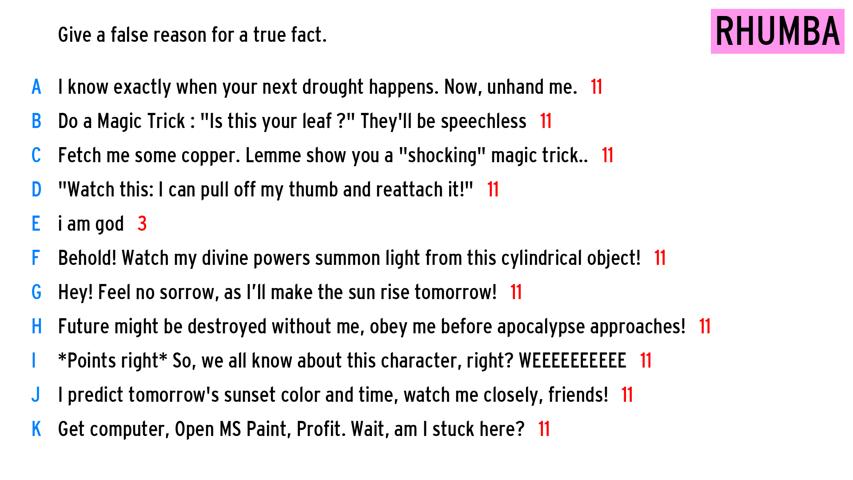 Give a false reason for a true fact.
RHUMBA
A I know exactly when your next drought happens. Now, unhand me. 11
B Do a Magic Trick : "Is this your leaf ?" They'll be speechless 11
C Fetch me some copper. Lemme show you a "shocking" magic trick.. 11
D "Watch this: I can pull off my thumb and reattach it!" 11
E i am god 3
F Behold! Watch my divine powers summon light from this cylindrical object! 11
G Hey! Feel no sorrow, as I'll make the sun rise tomorrow! 11
H Future might be destroyed without me, obey me before apocalypse approaches! 11
I *Points right* So, we all know about this character, right? WEEEEEEEEEE 11
J I predict tomorrow's sunset color and time, watch me closely, friends! 11
K Get computer, Open MS Paint, Profit. Wait, am I stuck here? 11